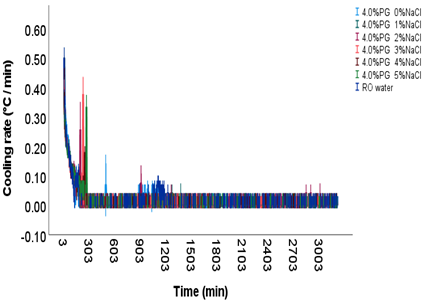 4.0%PG 0%NaCl
4.0%PG 1%NaCl
4.0%PG 2%NaCl
4.0%PG 3%NaCl
4.0%PG 4%NaCl
4.0%PG 5%NaCl
RO water
Cooling rate (°C / min)
0.60
0.50
0.40
0.30
0.20
0.10
0.00
-0.10
3
303
603
903
1203
1503
1803
2103
2403
2703
3003
Time (min)